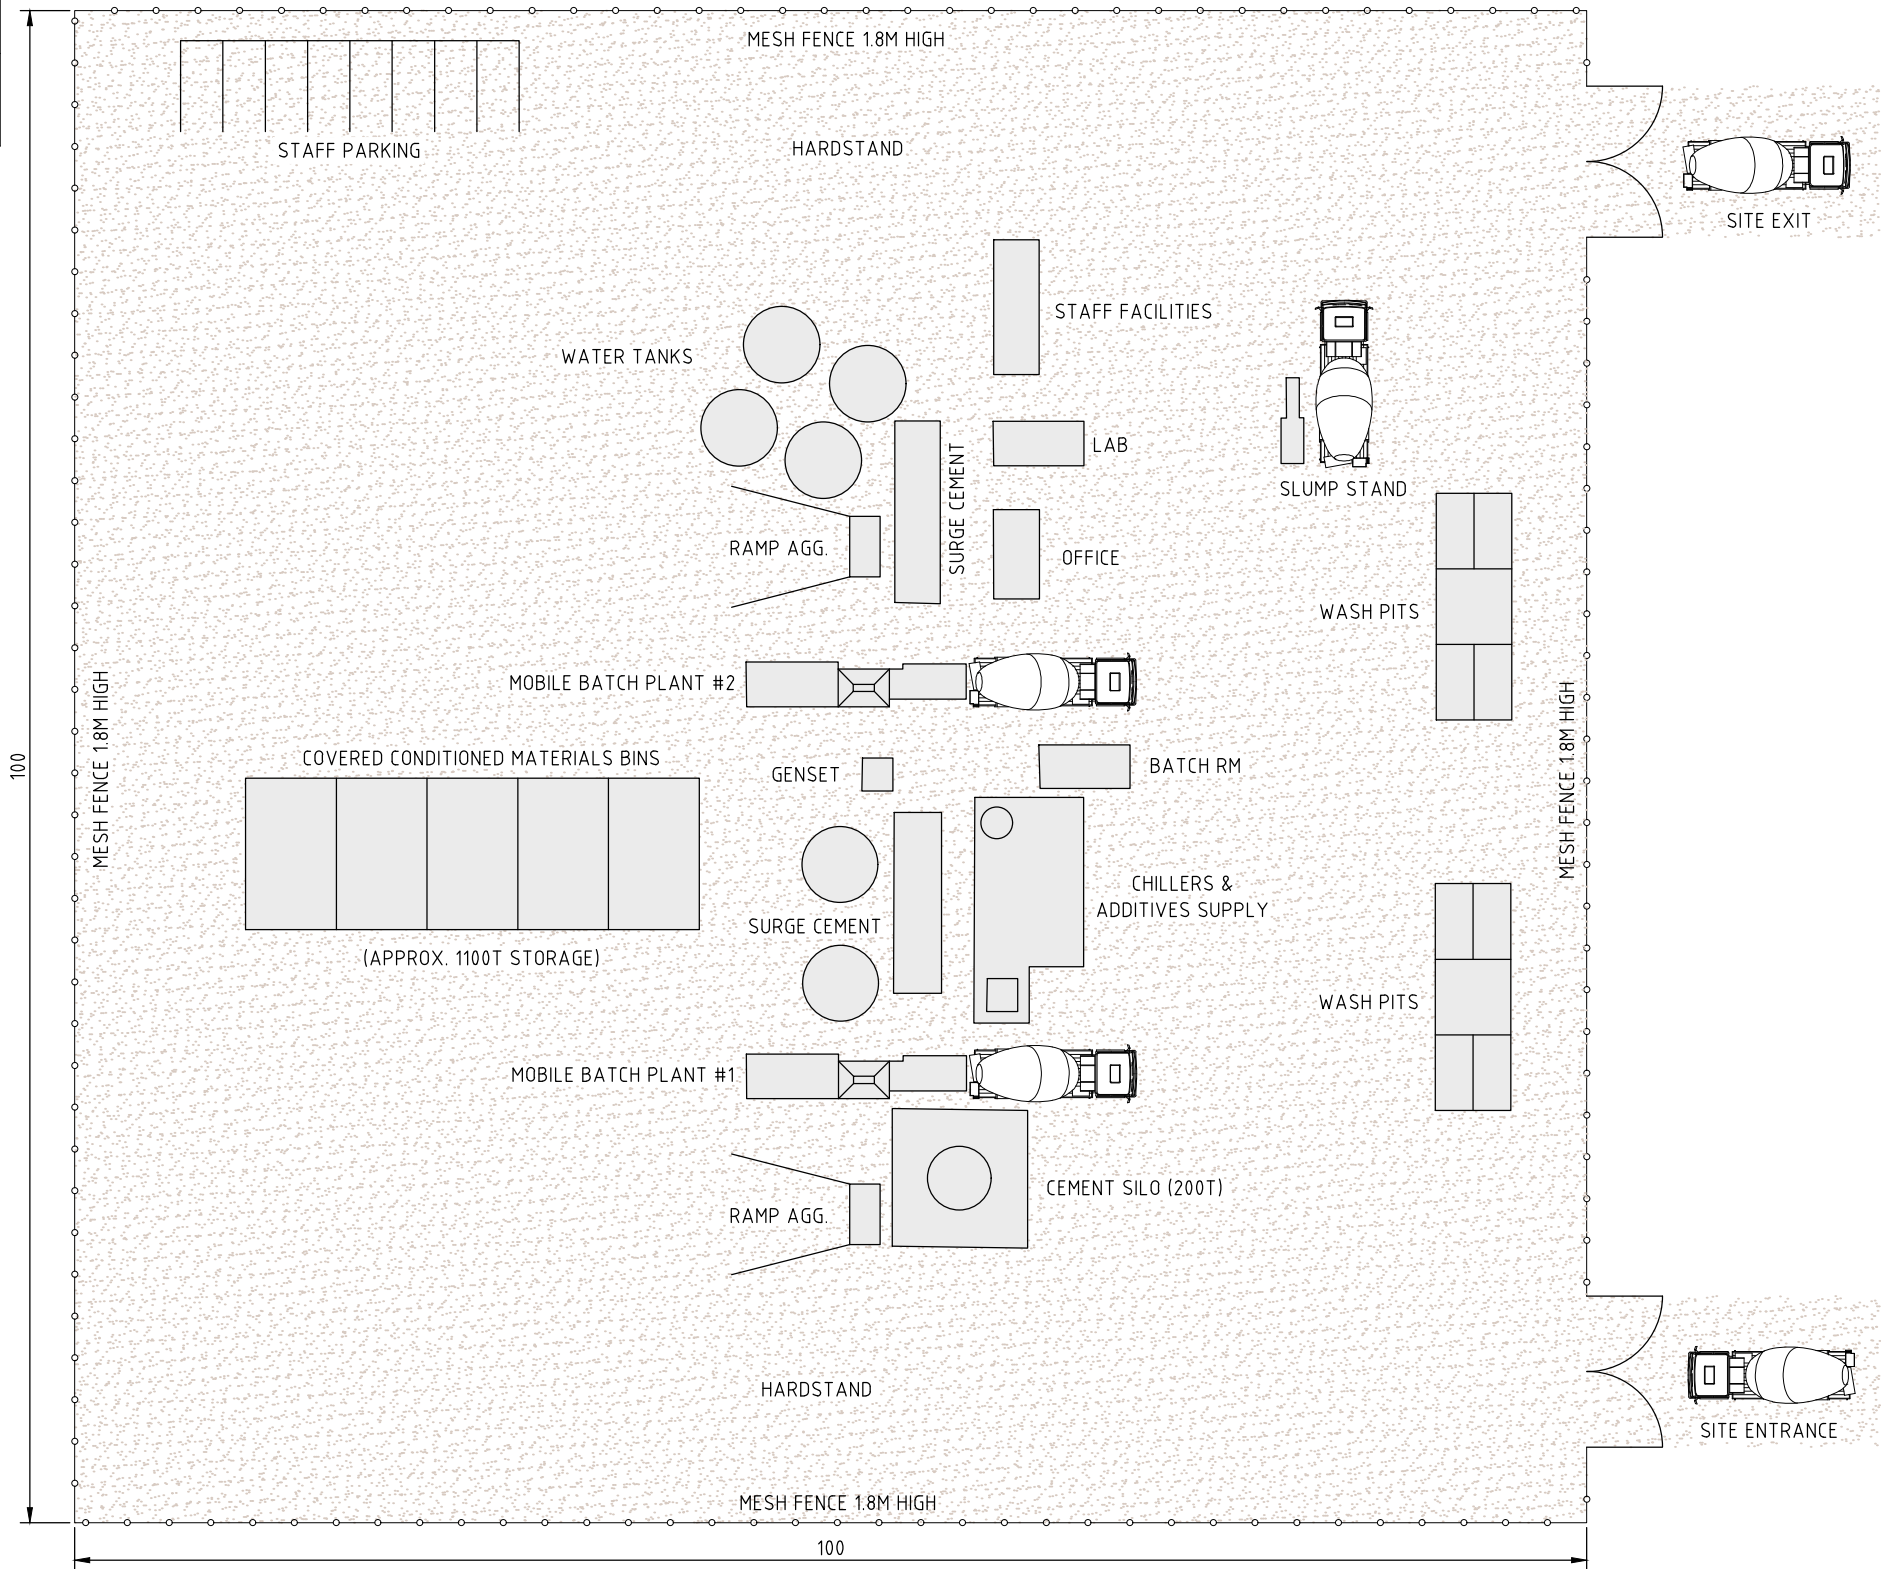 MESH FENCE 1.8M HIGH
STAFF PARKING
HARDSTAND
SITE EXIT
STAFF FACILITIES
WATER TANKS
LAB
SURGE CEMENT
SLUMP STAND
RAMP AGG.
OFFICE
WASH PITS
MOBILE BATCH PLANT #2
MESH FENCE 1.8M HIGH
MESH FENCE 1.8M HIGH
100
COVERED CONDITIONED MATERIALS BINS
GENSET
BATCH RM
CHILLERS &
ADDITIVES SUPPLY
SURGE CEMENT
(APPROX. 1100T STORAGE)
WASH PITS
MOBILE BATCH PLANT #1
CEMENT SILO (200T)
RAMP AGG.
HARDSTAND
SITE ENTRANCE
MESH FENCE 1.8M HIGH
100